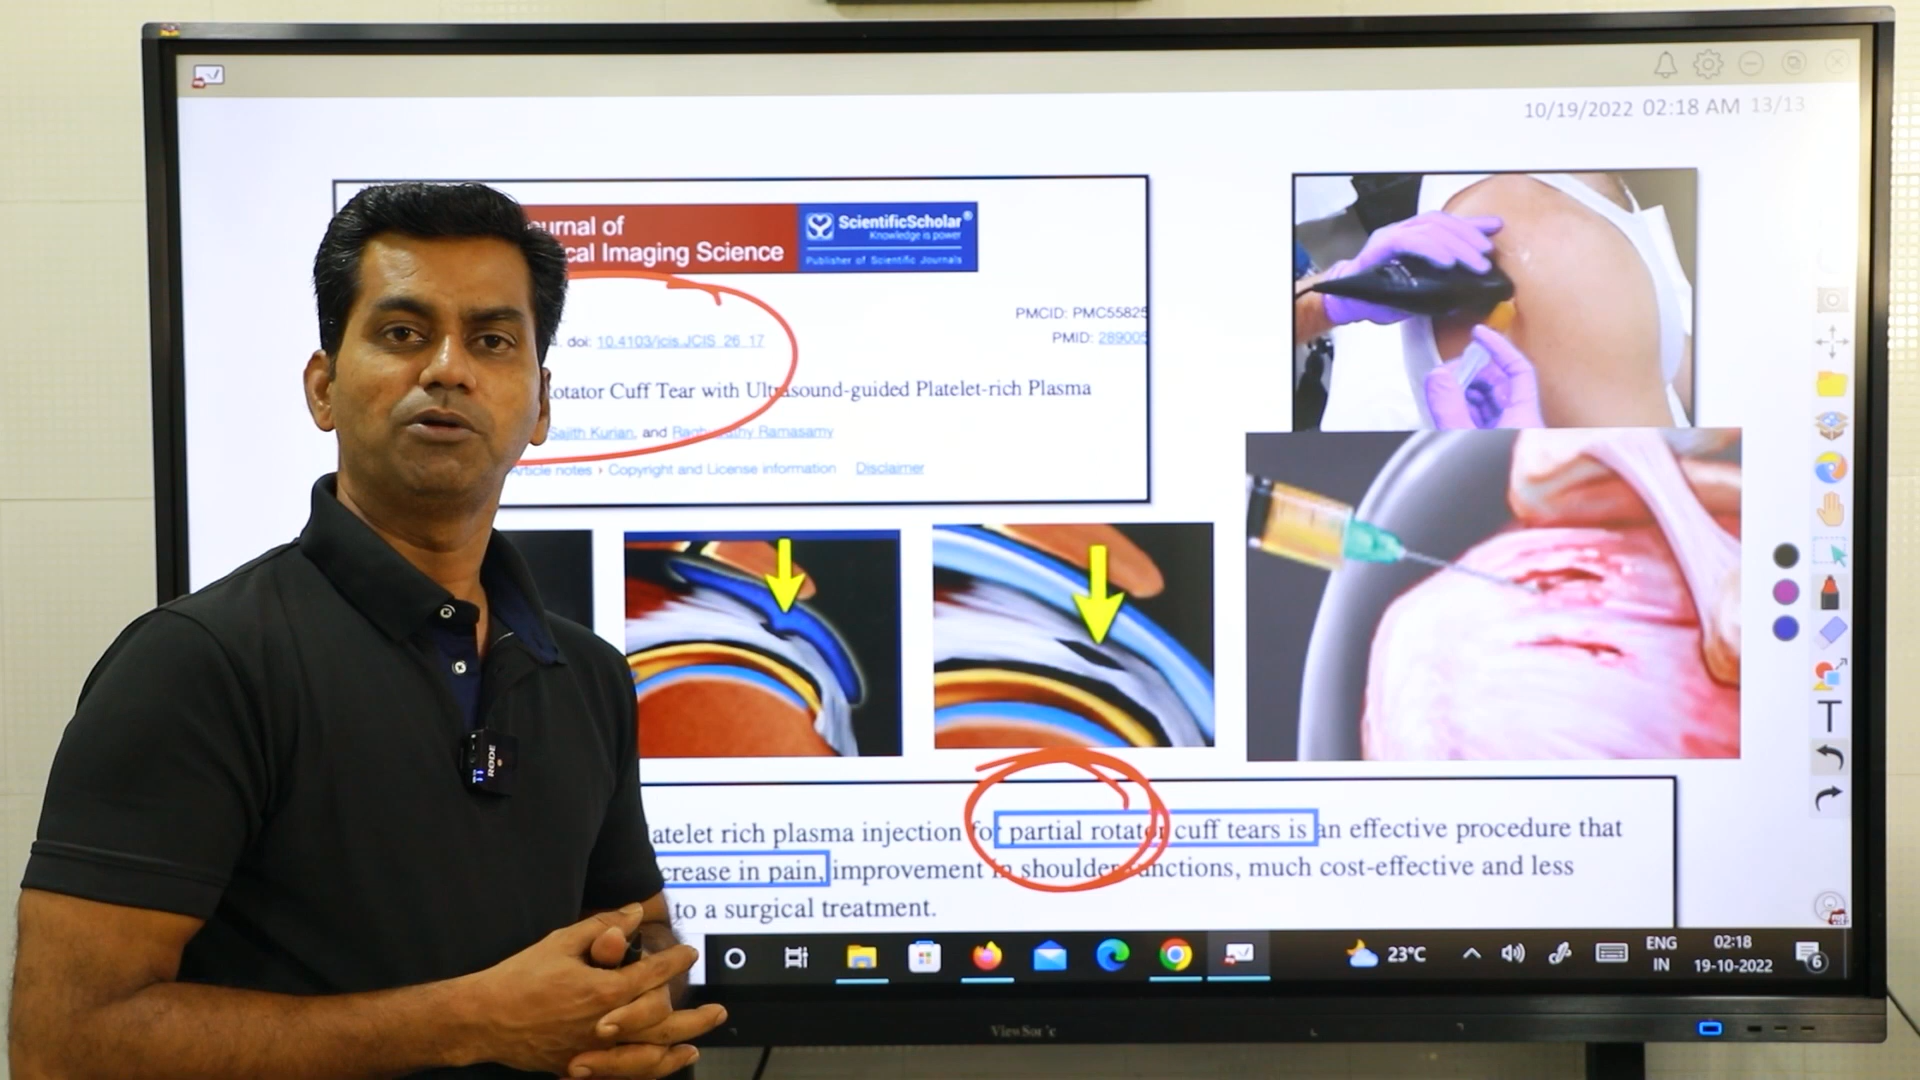 10/19/2022 02:18 AM 13/13
urnal of
cal Imaging Science
ScientificScholar®
Knowledge is power
Publisher of Scientific Journals
PMCID: PMC55825
doi: 10.4103/jcis.JCIS_26_17
PMID: 289005
otator Cuff Tear with Ultrasound-guided Platelet-rich Plasma
Sajith Kurian, and Raghupathy Ramasamy
Article notes › Copyright and License information Disclaimer
T
RODE
atelet rich plasma injection for partial rotator cuff tears is an effective procedure that
crease in pain, improvement in shoulder functions, much cost-effective and less
to a surgical treatment.
23°C
ENG
IN
02:18
19-10-2022
6
ViewSonic